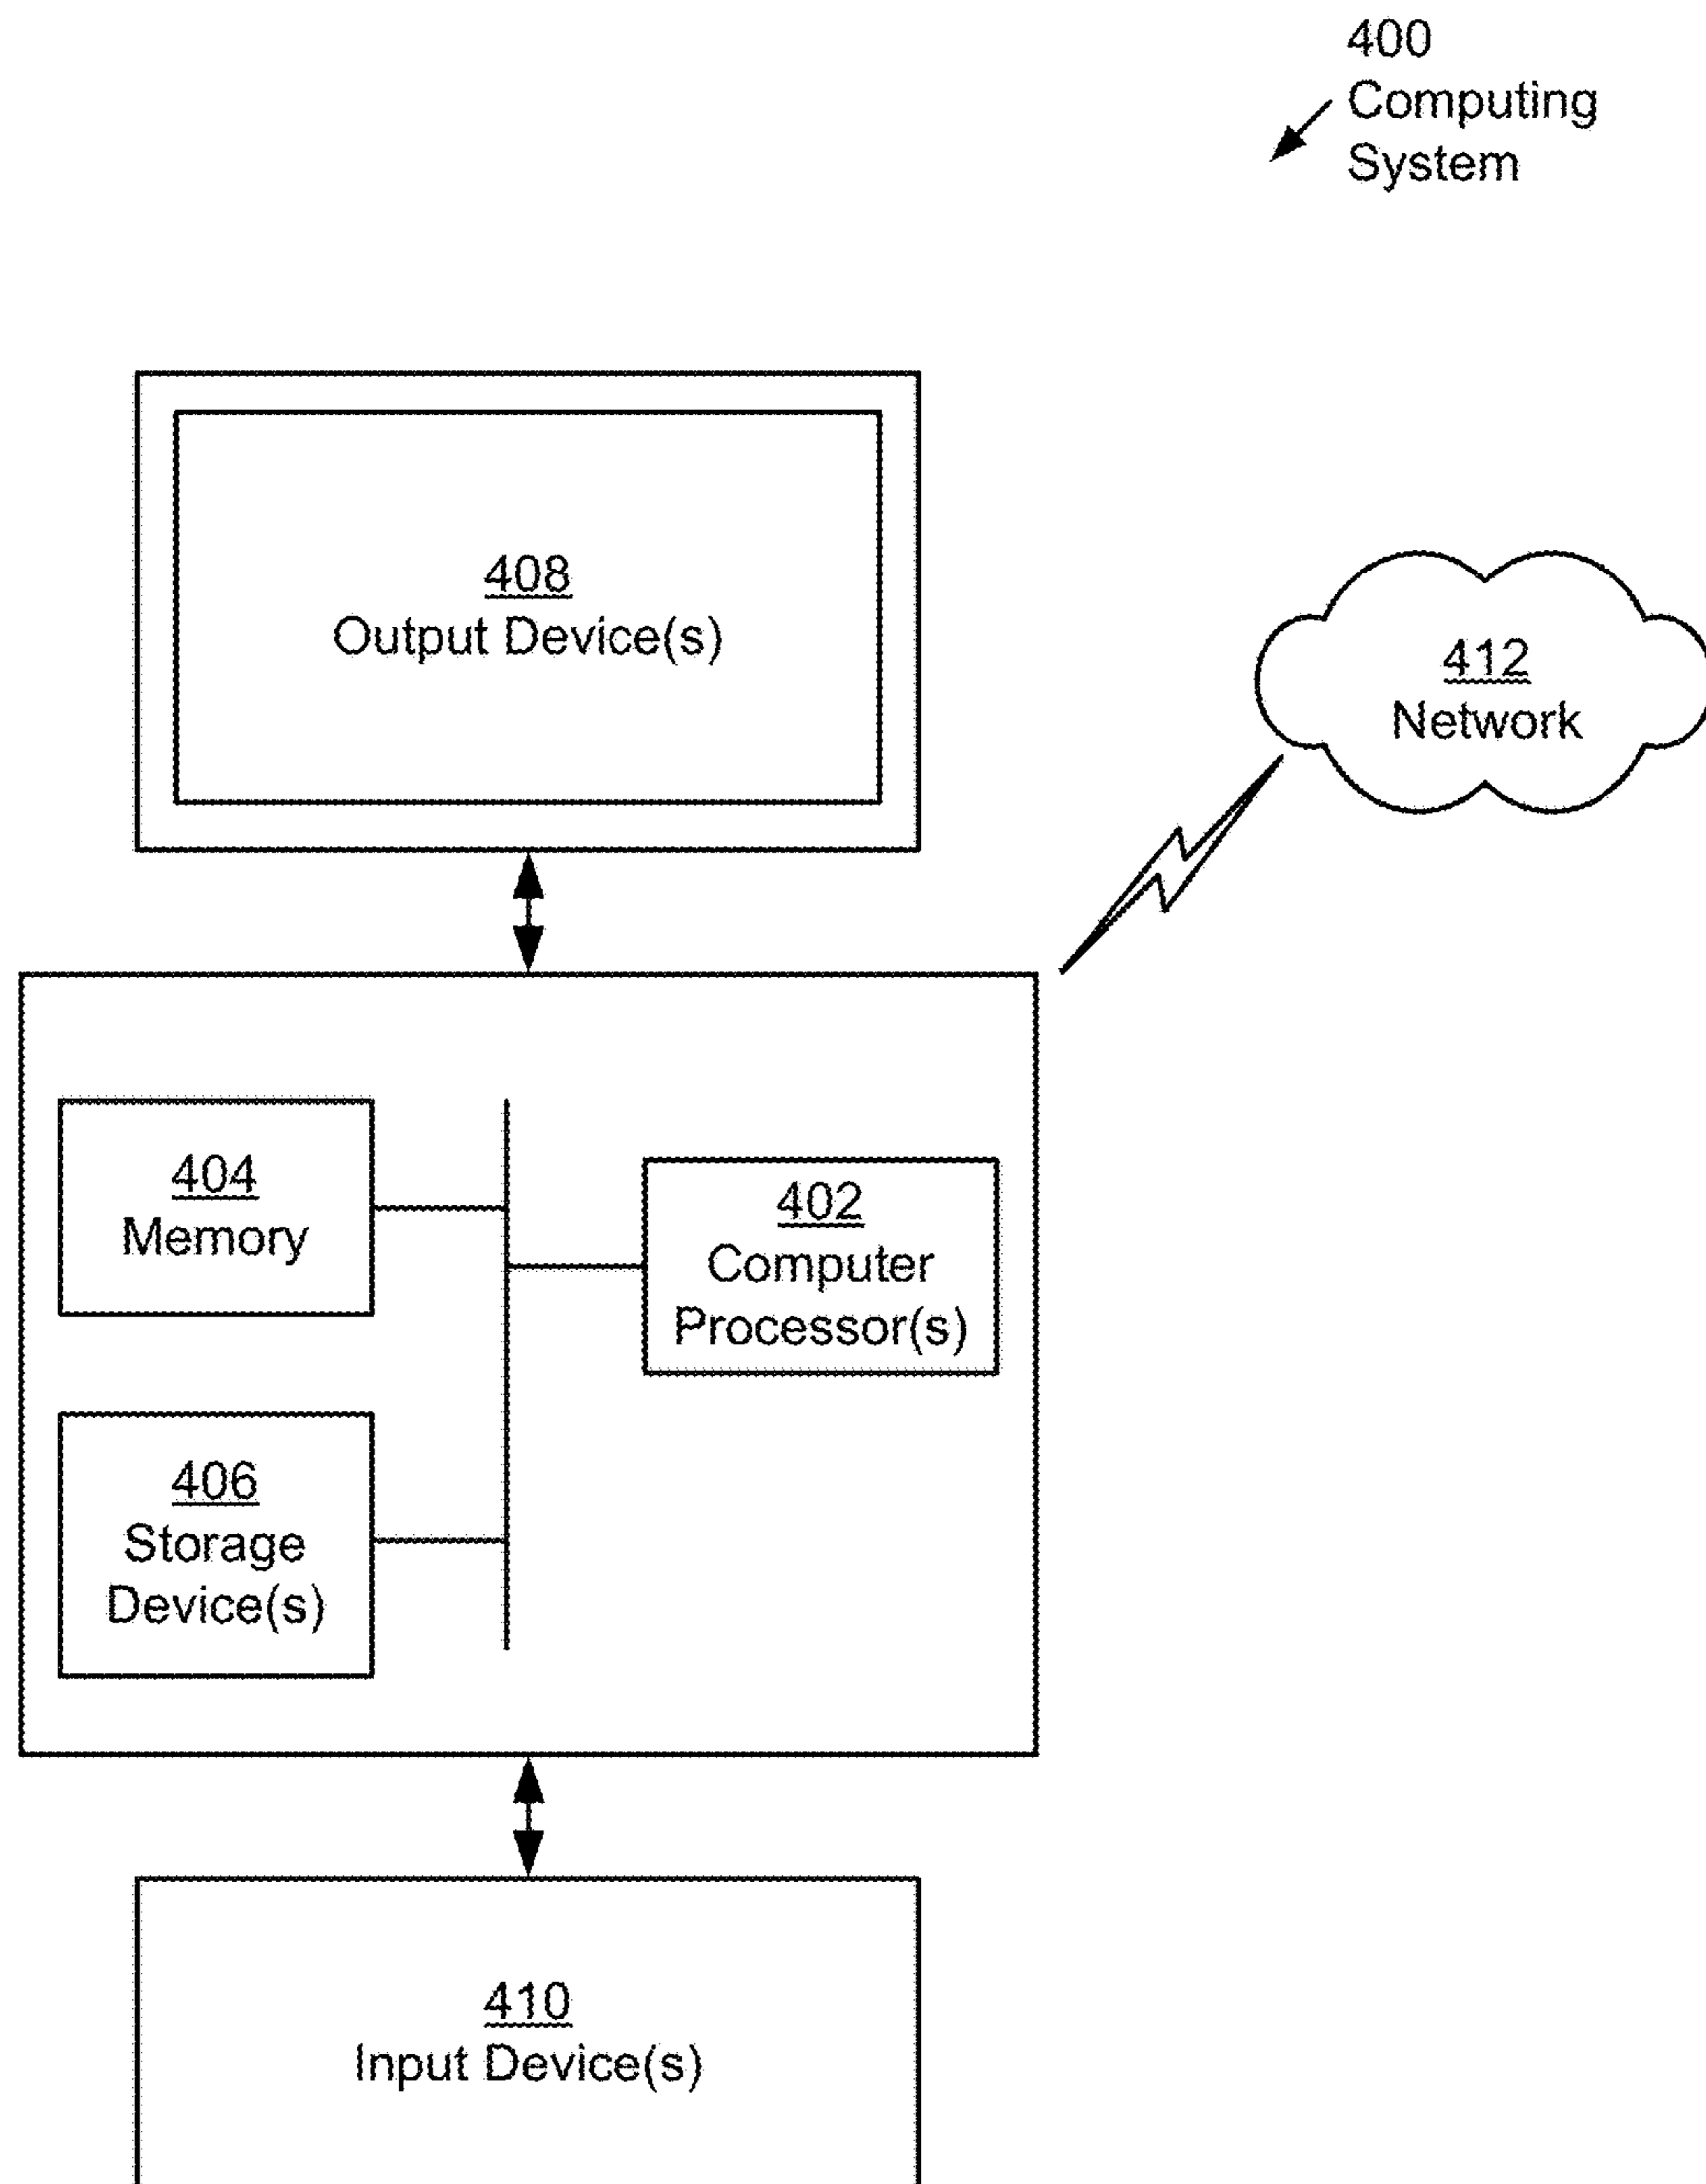 400
Computing
System
408
Output Device(s)
412
Network
404
Memory
402
Computer
Processor(s)
406
Storage
Device(s)
410
Input Device(s)